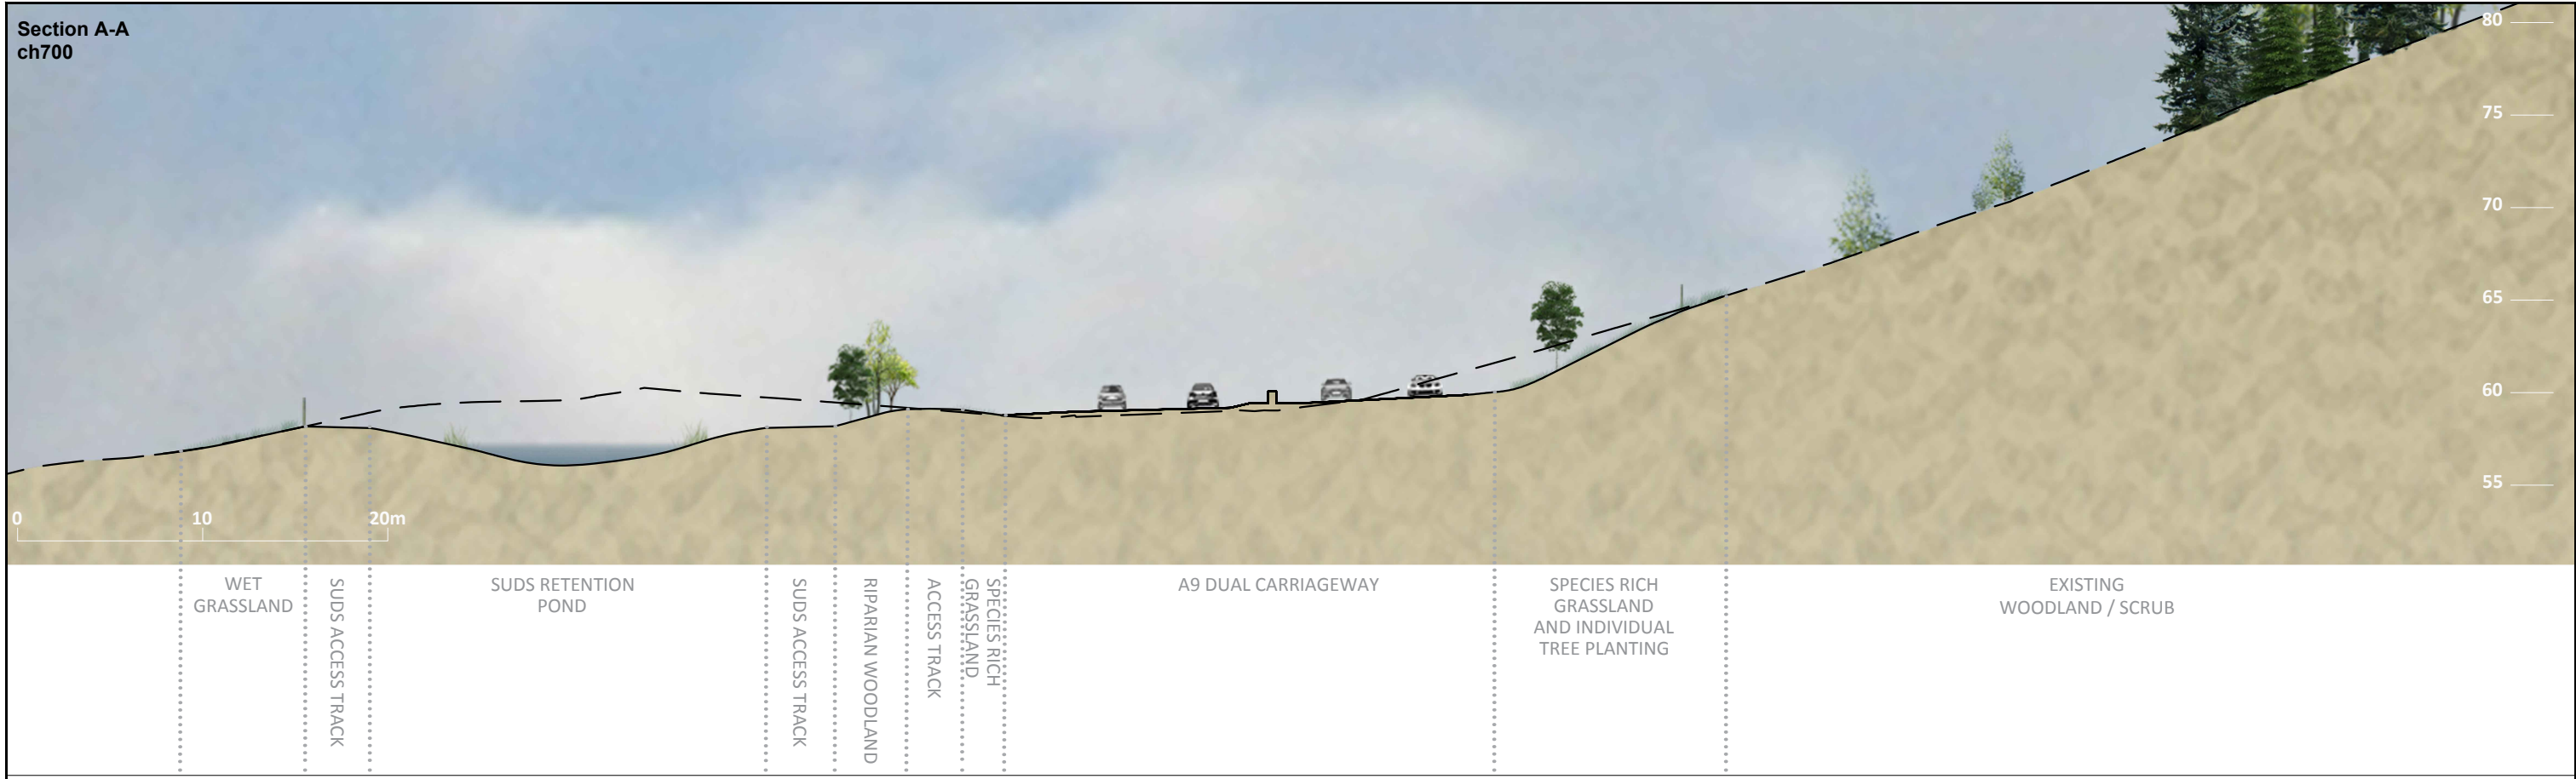 Section A-A
ch700
80
75
70
65
60
55
0 10 20m
WET
GRASSLAND
SUDS ACCESS TRACK
SUDS RETENTION
POND
SUDS ACCESS TRACK
RIPARIAN WOODLAND
ACCESS TRACK
SPECIES RICH
GRASSLAND
A9 DUAL CARRIAGEWAY
SPECIES RICH
GRASSLAND
AND INDIVIDUAL
TREE PLANTING
EXISTING
WOODLAND / SCRUB